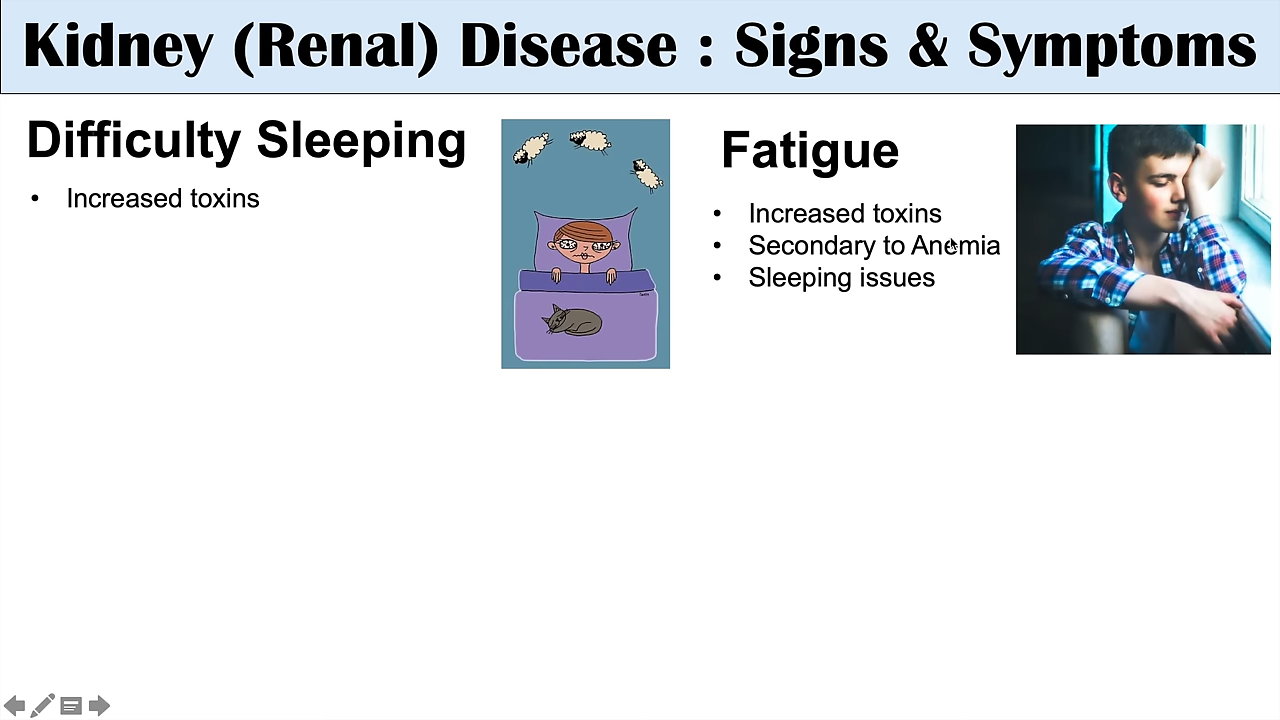 Kidney (Renal) Disease : Signs & Symptoms
Difficulty Sleeping
• Increased toxins
Fatigue
• Increased toxins
• Secondary to Anemia
• Sleeping issues